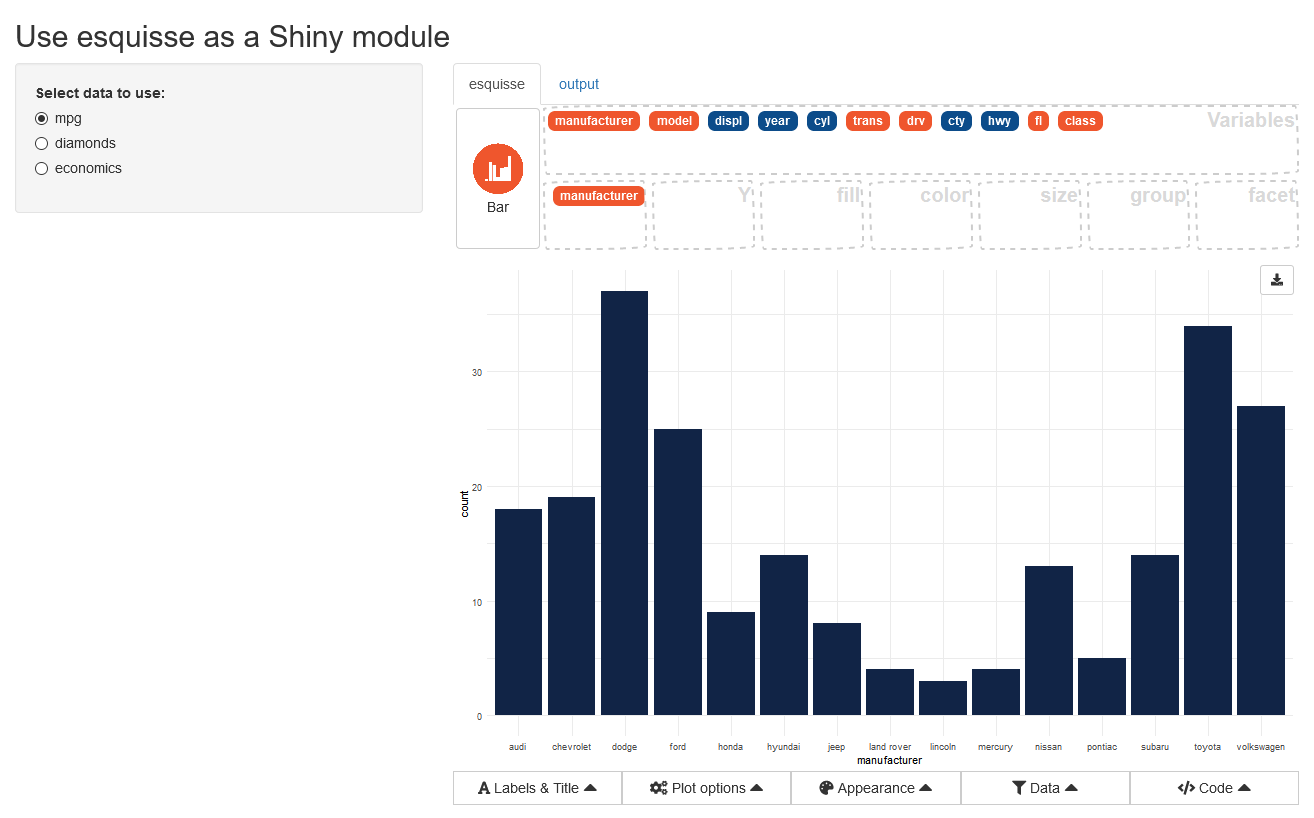 Use esquisse as a Shiny module
Select data to use:
mpg
diamonds
economics
esquisse output
manufacturer model displ year cyl trans drv cty hwy fl class Variables
Bar
manufacturer Y fill color size group facet
30
20
10
0
count
audi chevrolet dodge ford honda hyundai jeep land rover lincoln mercury nissan pontiac subaru toyota volkswagen
manufacturer
Labels & Title Plot options Appearance Data Code